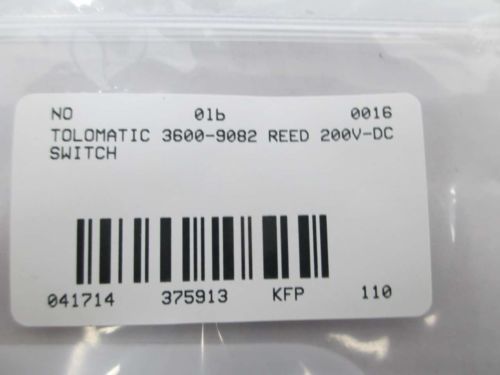 NO 01b 0016
TOLOMATIC 3600-9082 REED 200V-DC
SWITCH
041714 375913 KFP 110